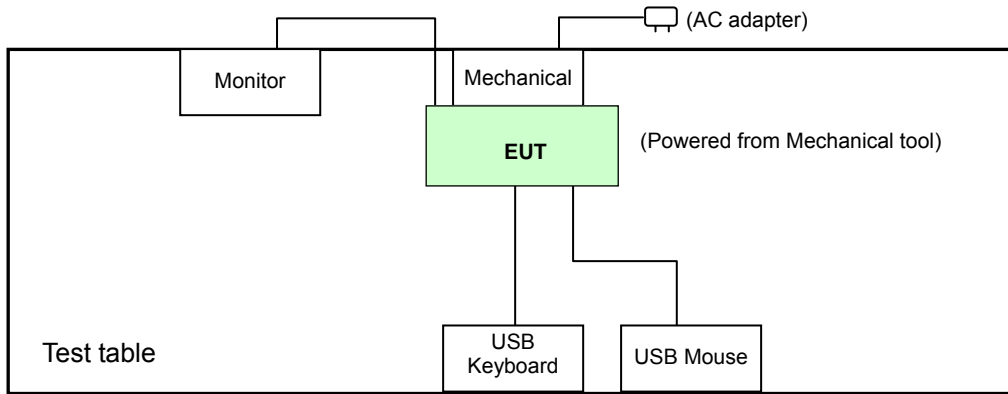 (AC adapter)
Monitor
Mechanical
EUT
(Powered from Mechanical tool)
Test table
USB
Keyboard
USB Mouse